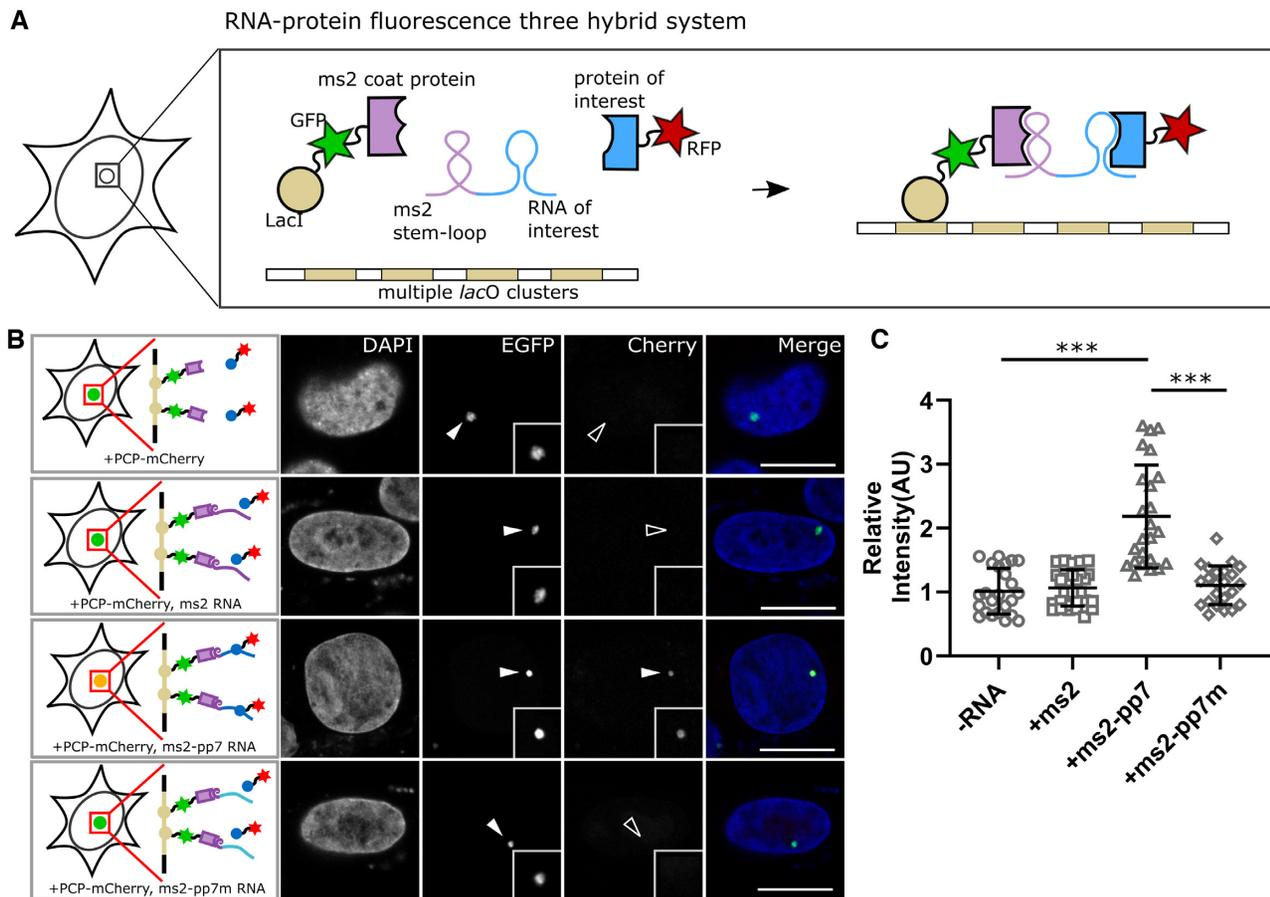 A
RNA-protein fluorescence three hybrid system
ms2 coat protein
protein of
interest
GFP
RFP
LacI
ms2
stem-loop
RNA of
interest
multiple lacO clusters
B
DAPI
EGFP
Cherry
Merge
+PCP-mCherry
+PCP-mCherry, ms2 RNA
+PCP-mCherry, ms2-pp7 RNA
+PCP-mCherry, ms2-pp7m RNA
C
***
***
Relative
Intensity(AU)
4
3
2
1
0
-RNA
+ms2
+ms2-pp7
+ms2-pp7m